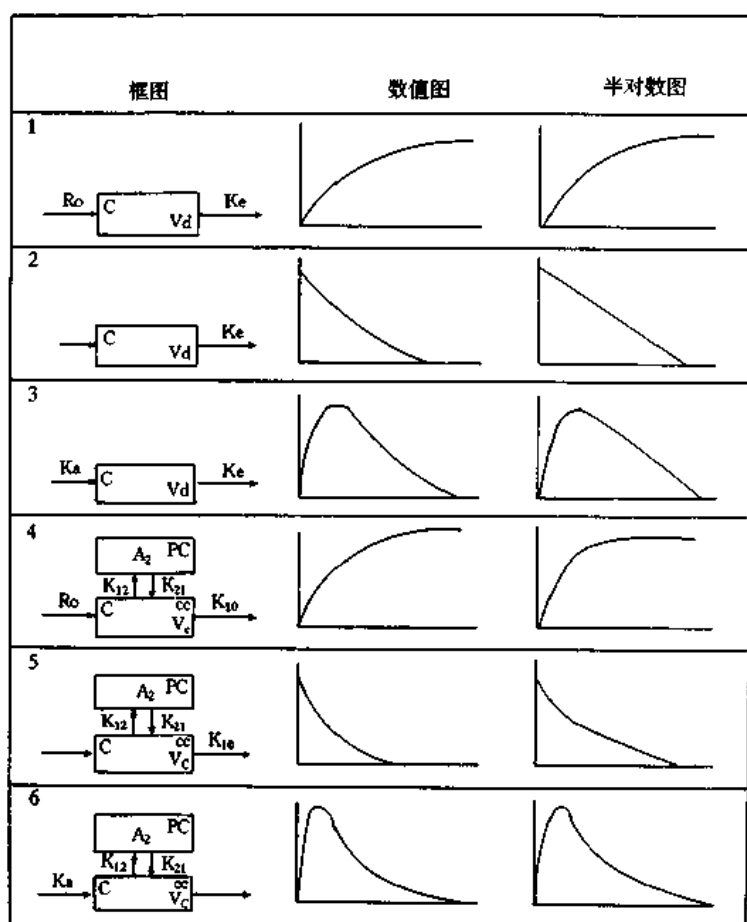 框图 数值图 半对数图
1
Ro C Vd Ke
2
C Vd Ke
3
Ka C Vd Ke
4
A₂ PC
K₁₂ K₂₁
Ro C cc Vc K₁₀
5
A₂ PC
K₁₂ K₂₁
C cc Vc K₁₀
6
A₂ PC
K₁₂ K₂₁
Ka C cc Vc